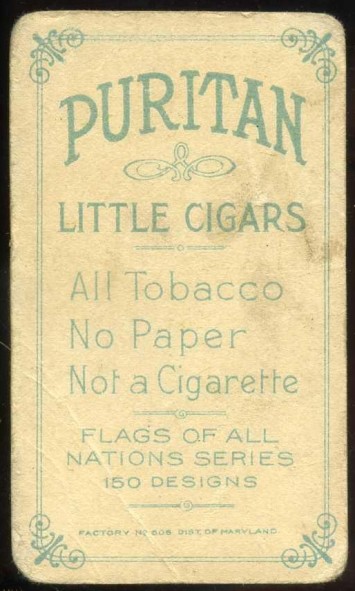 PURITAN
LITTLE CIGARS
All Tobacco
No Paper
Not a Cigarette
FLAGS OF ALL
NATIONS SERIES
150 DESIGNS
FACTORY No 608 DIST. OF MARYLAND